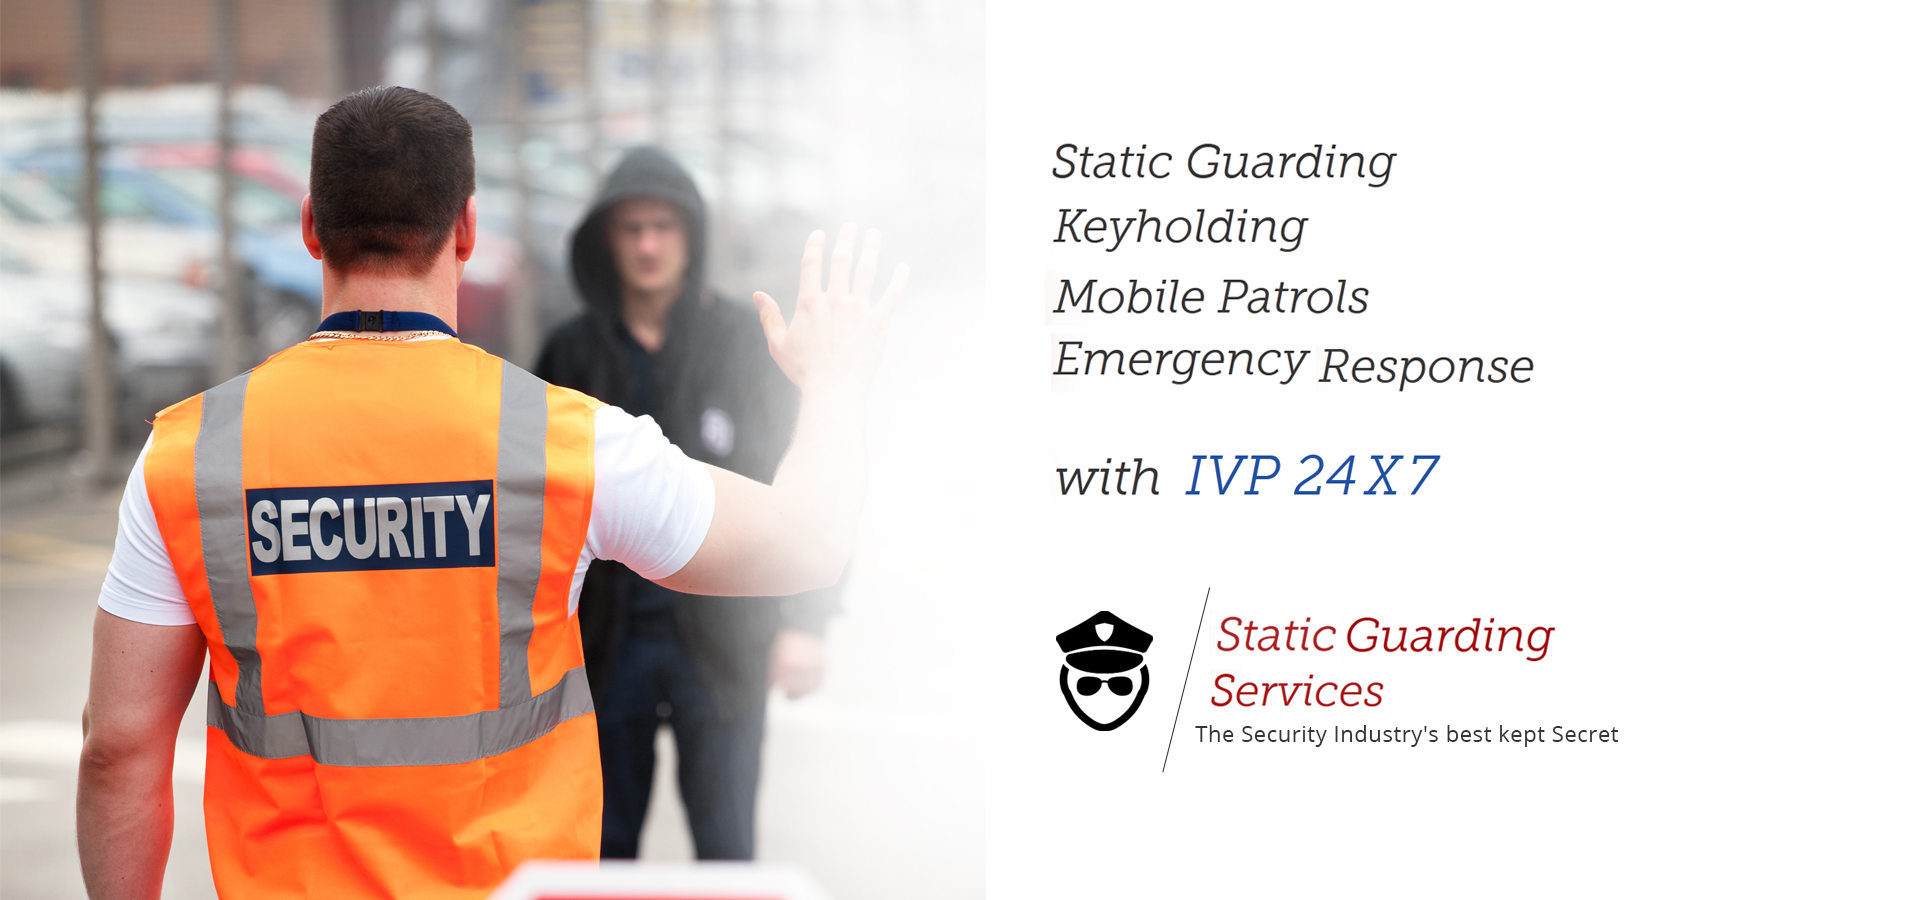 SECURITY
Static Guarding
Keyholding
Mobile Patrols
Emergency Response
with IVP 24X7
Static Guarding
Services
The Security Industry's best kept Secret